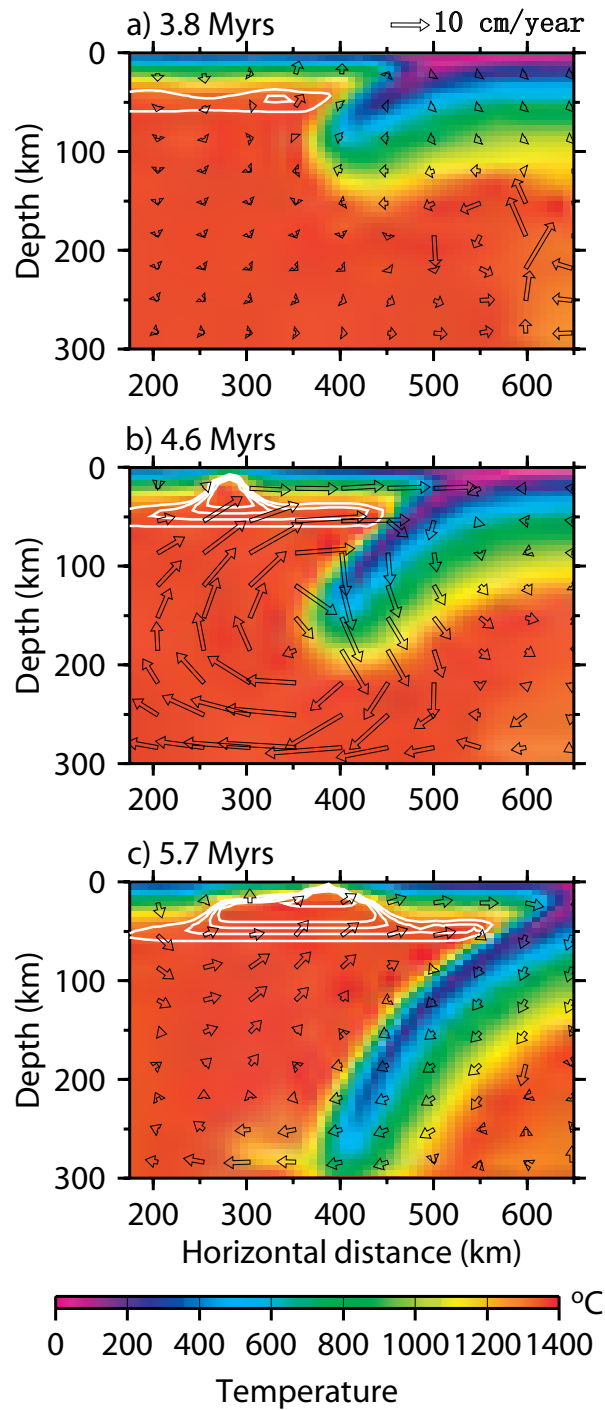 a) 3.8 Myrs
10 cm/year
0
100
200
300
Depth (km)
200 300 400 500 600
b) 4.6 Myrs
0
100
200
300
Depth (km)
200 300 400 500 600
c) 5.7 Myrs
0
100
200
300
Depth (km)
200 300 400 500 600
Horizontal distance (km)
ºC
0 200 400 600 800 1000 1200 1400
Temperature